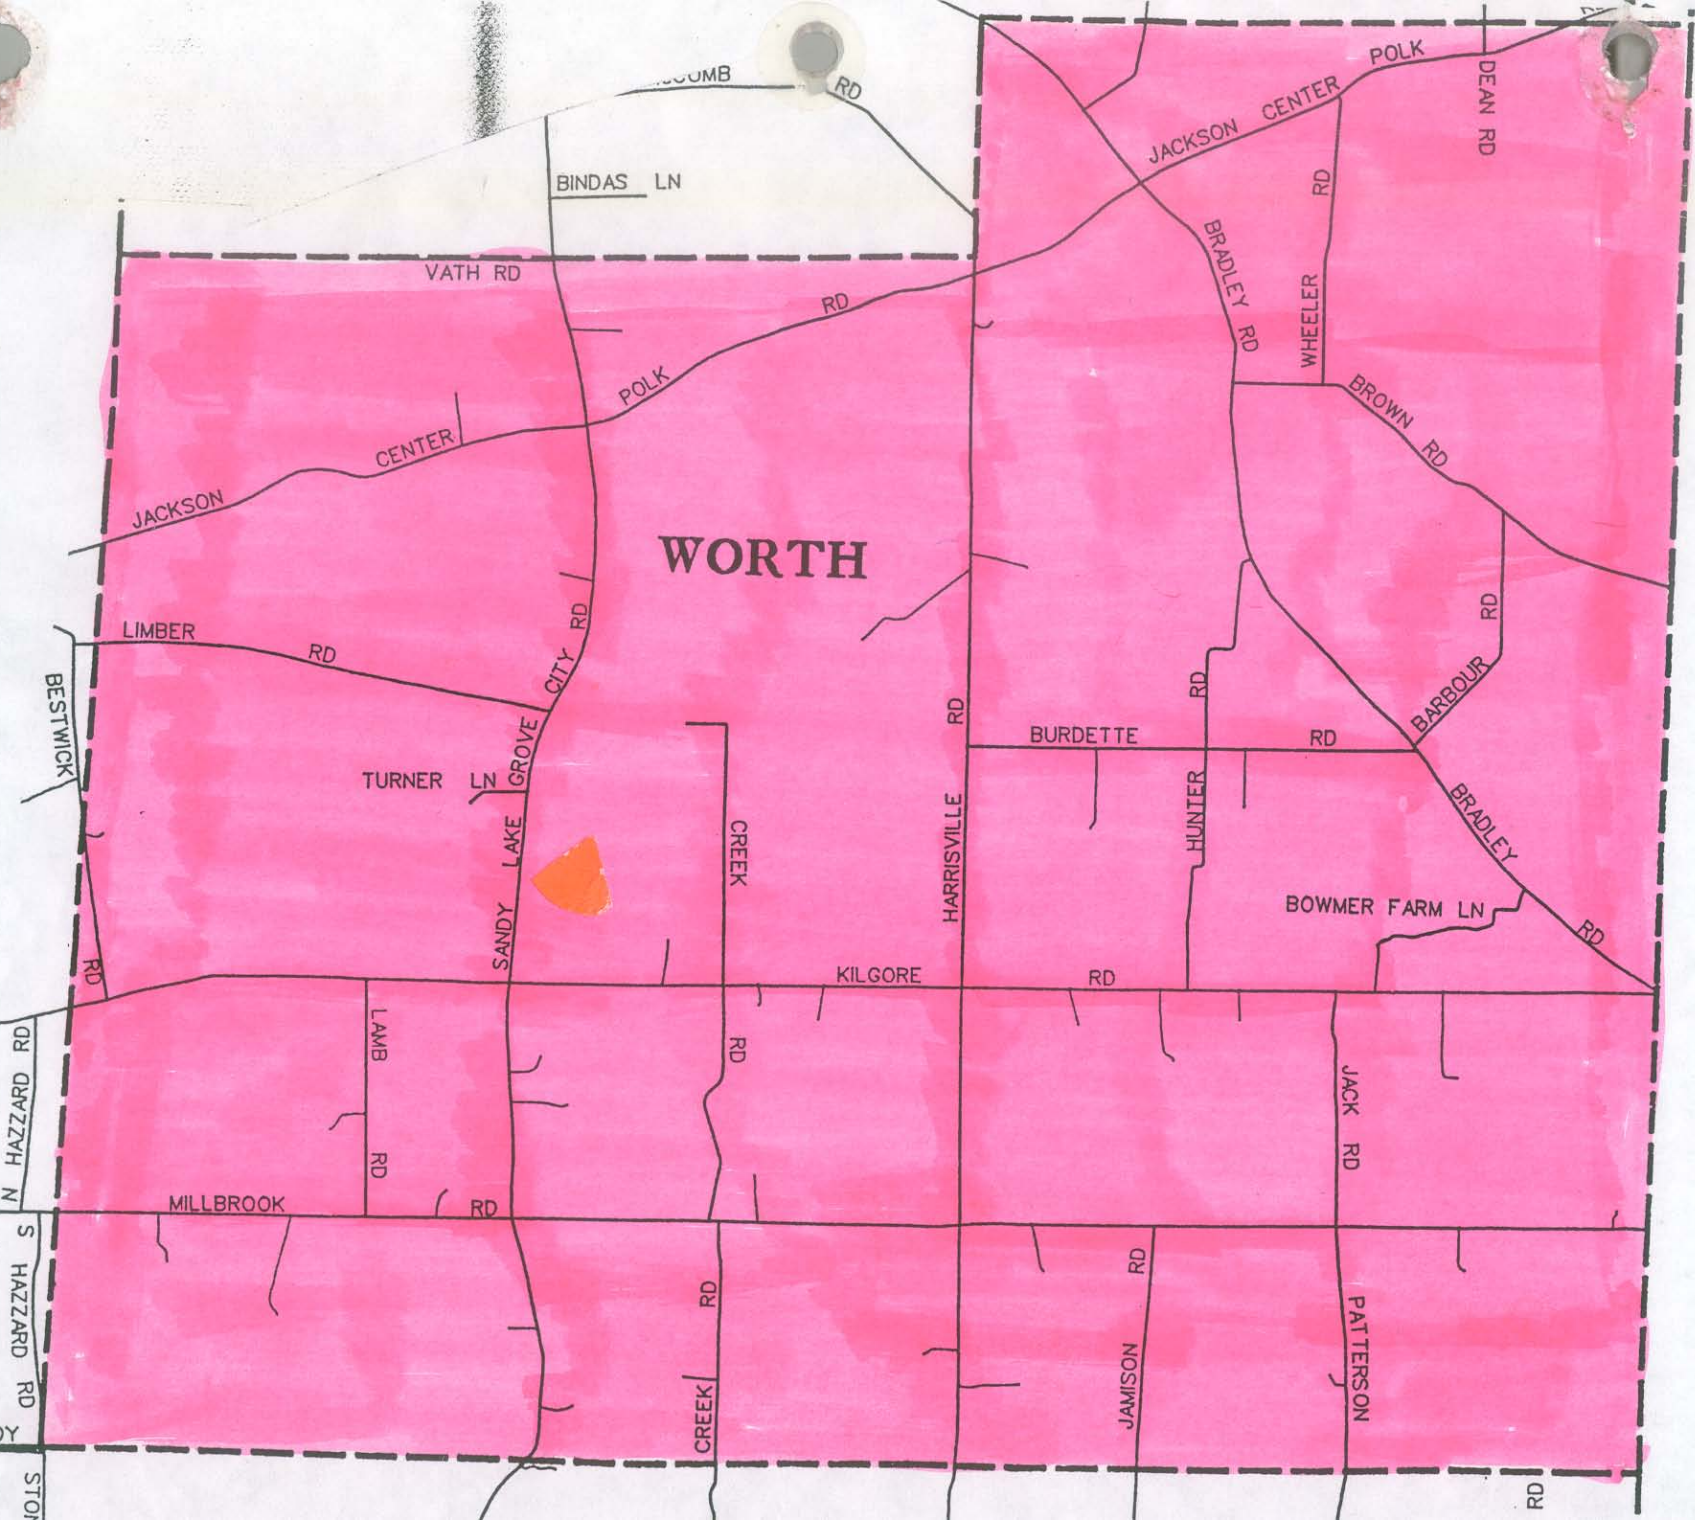 RD
POLK
DEAN RD
JACKSON CENTER
BINDAS LN
RD
VATH RD
BRADLEY RD
WHEELER
RD
POLK
BROWN RD
CENTER
JACKSON
WORTH
LIMBER RD
RD
CITY
GROVE
LAKE
SANDY
BESTWICK
RD
TURNER LN
RD
HARRISVILLE
BURDETTE RD
RD
HUNTER
RD
BARBOUR
BRADLEY
RD
BOWMER FARM LN
CREEK
RD
KILGORE RD
LAMB RD
JACK RD
N HAZZARD RD
MILLBROOK RD
S HAZZARD RD
RD
CREEK
RD
JAMISON
PATTERSON
RD